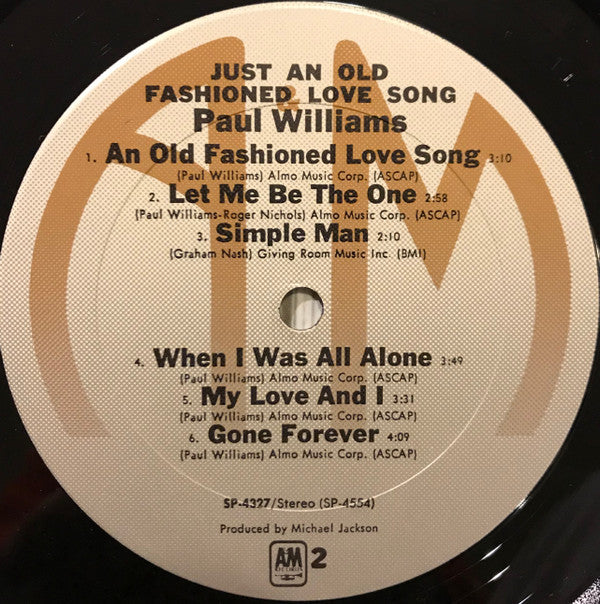 JUST AN OLD
FASHIONED LOVE SONG
Paul Williams
1. An Old Fashioned Love Song 3:10
(Paul Williams) Almo Music Corp. (ASCAP)
2. Let Me Be The One 2:58
(Paul Williams-Roger Nichols) Almo Music Corp. (ASCAP)
3. Simple Man 2:10
(Graham Nash) Giving Room Music Inc. (BMI)
4. When I Was All Alone 3:49
(Paul Williams) Almo Music Corp. (ASCAP)
5. My Love And I 3:31
(Paul Williams) Almo Music Corp. (ASCAP)
6. Gone Forever 4:09
(Paul Williams) Almo Music Corp. (ASCAP)
SP-4327/Stereo (SP-4554)
Produced by Michael Jackson
AM 2
RECORDS